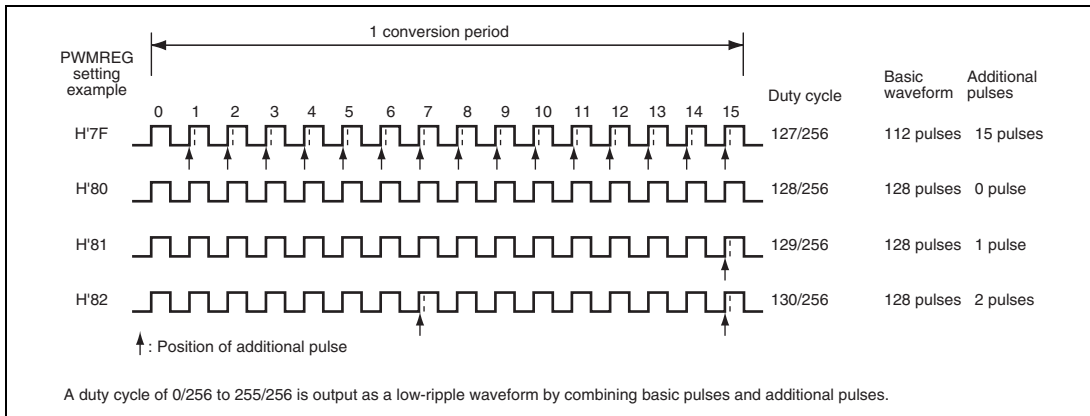 1 conversion period
PWMREG
setting
example
Duty cycle
Basic
waveform
Additional
pulses
0 1 2 3 4 5 6 7 8 9 10 11 12 13 14 15
H'7F 127/256 112 pulses 15 pulses
H'80 128/256 128 pulses 0 pulse
H'81 129/256 128 pulses 1 pulse
H'82 130/256 128 pulses 2 pulses
: Position of additional pulse
A duty cycle of 0/256 to 255/256 is output as a low-ripple waveform by combining basic pulses and additional pulses.